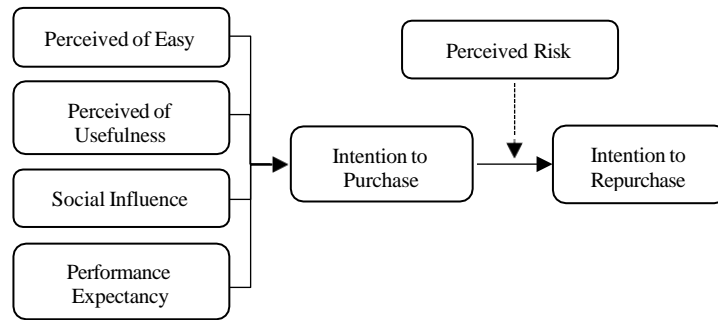 Perceived of Easy
Perceived of
Usefulness
Social Influence
Performance
Expectancy
Intention to
Purchase
Perceived Risk
Intention to
Repurchase